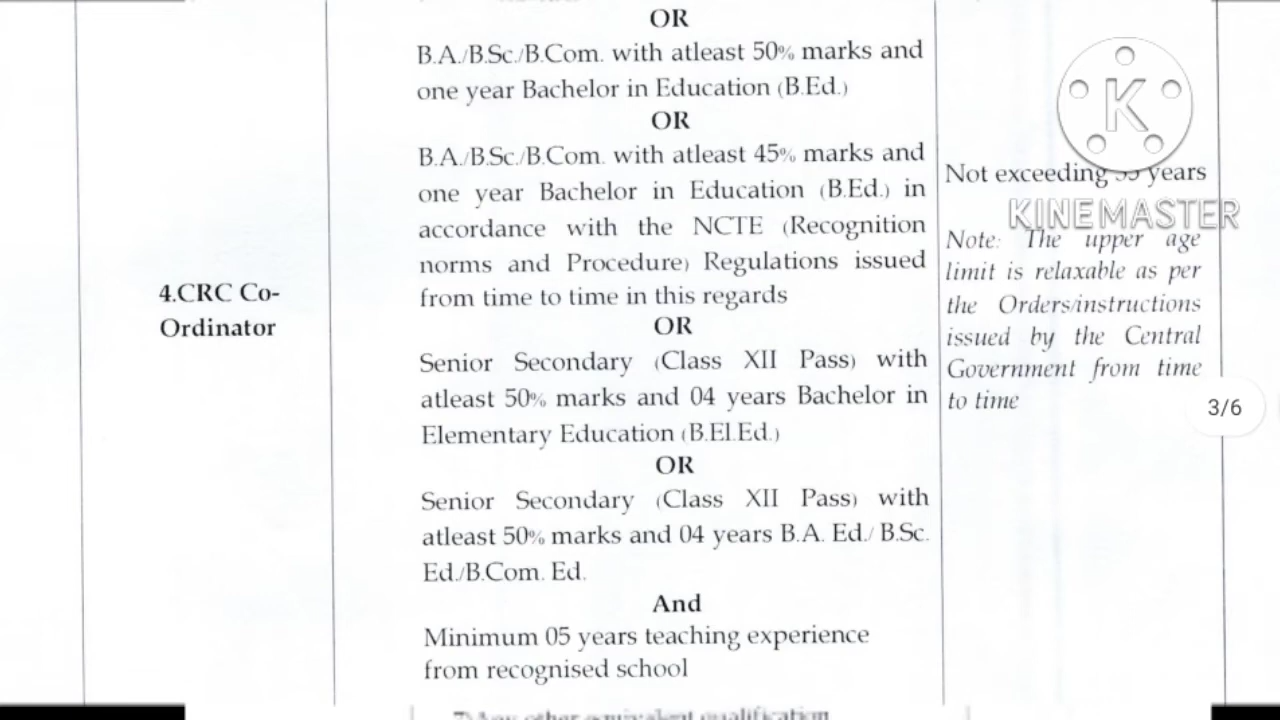 OR
B.A./B.Sc./B.Com. with atleast 50% marks and
one year Bachelor in Education (B.Ed.)
OR
B.A./B.Sc./B.Com. with atleast 45% marks and
one year Bachelor in Education (B.Ed.) in
accordance with the NCTE (Recognition
norms and Procedure) Regulations issued
from time to time in this regards
OR
Senior Secondary (Class XII Pass) with
atleast 50% marks and 04 years Bachelor in
Elementary Education (B.El.Ed.)
OR
Senior Secondary (Class XII Pass) with
atleast 50% marks and 04 years B.A. Ed./ B.Sc.
Ed./B.Com. Ed.
And
Minimum 05 years teaching experience
from recognised school
7) Any other equivalent qualification
4.CRC Co-
Ordinator
Not exceeding years
Note: The upper age
limit is relaxable as per
the Orders/instructions
issued by the Central
Government from time
to time
K
KINEMASTER
3/6